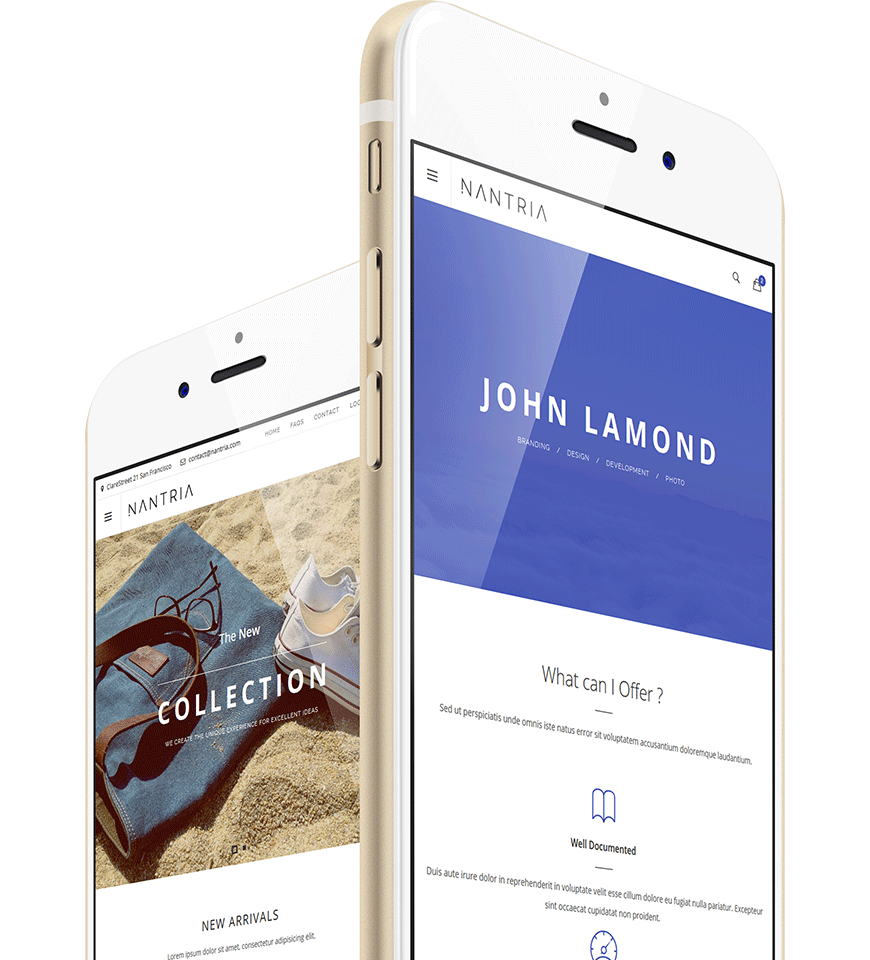 ClareStreet 21 San Francisco contact@nantria.com HOME FAQS CONTACT
NANTRIA
The New
COLLECTION
WE CREATE THE UNIQUE EXPERIENCE FOR EXCELLENT IDEAS
NEW ARRIVALS
Lorem ipsum dolor sit amet, consectetur adipisicing elit.
NANTRIA
JOHN LAMOND
BRANDING / DESIGN / DEVELOPMENT / PHOTO
What can I Offer ?
Sed ut perspiciatis unde omnis iste natus error sit voluptatem accusantium doloremque laudantium.
Well Documented
Duis aute irure dolor in reprehenderit in voluptate velit esse cillum dolore eu fugiat nulla pariatur. Excepteur
sint occaecat cupidatat non proident.